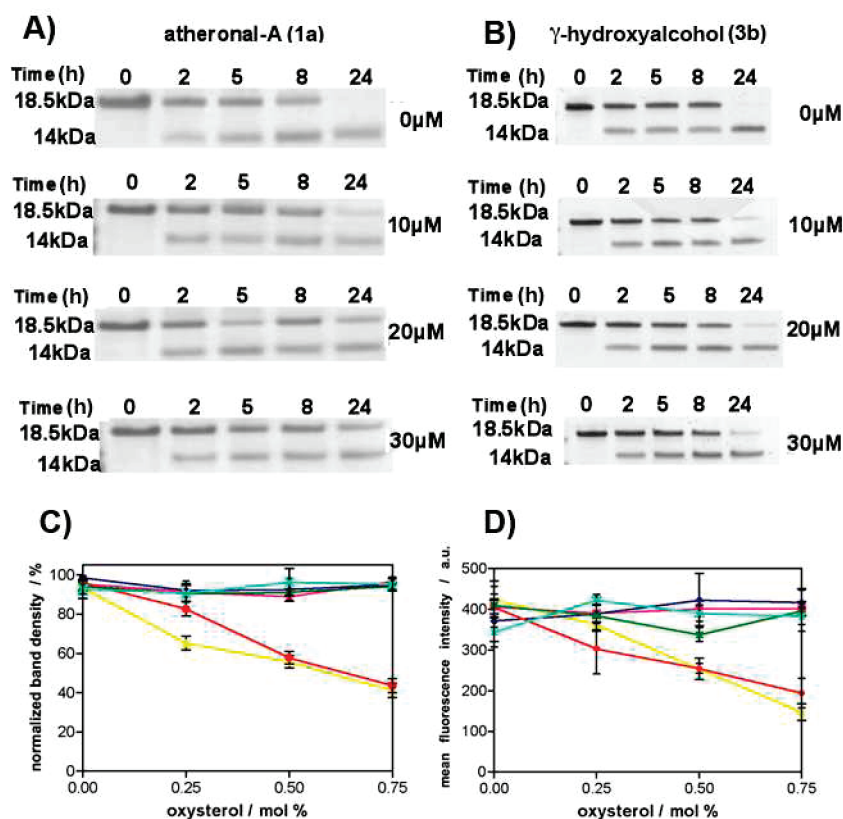 A)
atheronal-A (1a)
Time (h) 0 2 5 8 24
18.5kDa
14kDa
0µM
Time (h) 0 2 5 8 24
18.5kDa
14kDa
10µM
Time (h) 0 2 5 8 24
18.5kDa
14kDa
20µM
Time (h) 0 2 5 8 24
18.5kDa
14kDa
30µM
B)
γ-hydroxyalcohol (3b)
Time (h) 0 2 5 8 24
18.5kDa
14kDa
0µM
Time (h) 0 2 5 8 24
18.5kDa
14kDa
10µM
Time (h) 0 2 5 8 24
18.5kDa
14kDa
20µM
Time (h) 0 2 5 8 24
18.5kDa
14kDa
30µM
C)
normalized band density / %
100
80
60
40
20
0
0.00 0.25 0.50 0.75
oxysterol / mol %
D)
mean fluorescence intensity / a.u.
500
400
300
200
100
0
0.00 0.25 0.50 0.75
oxysterol / mol %